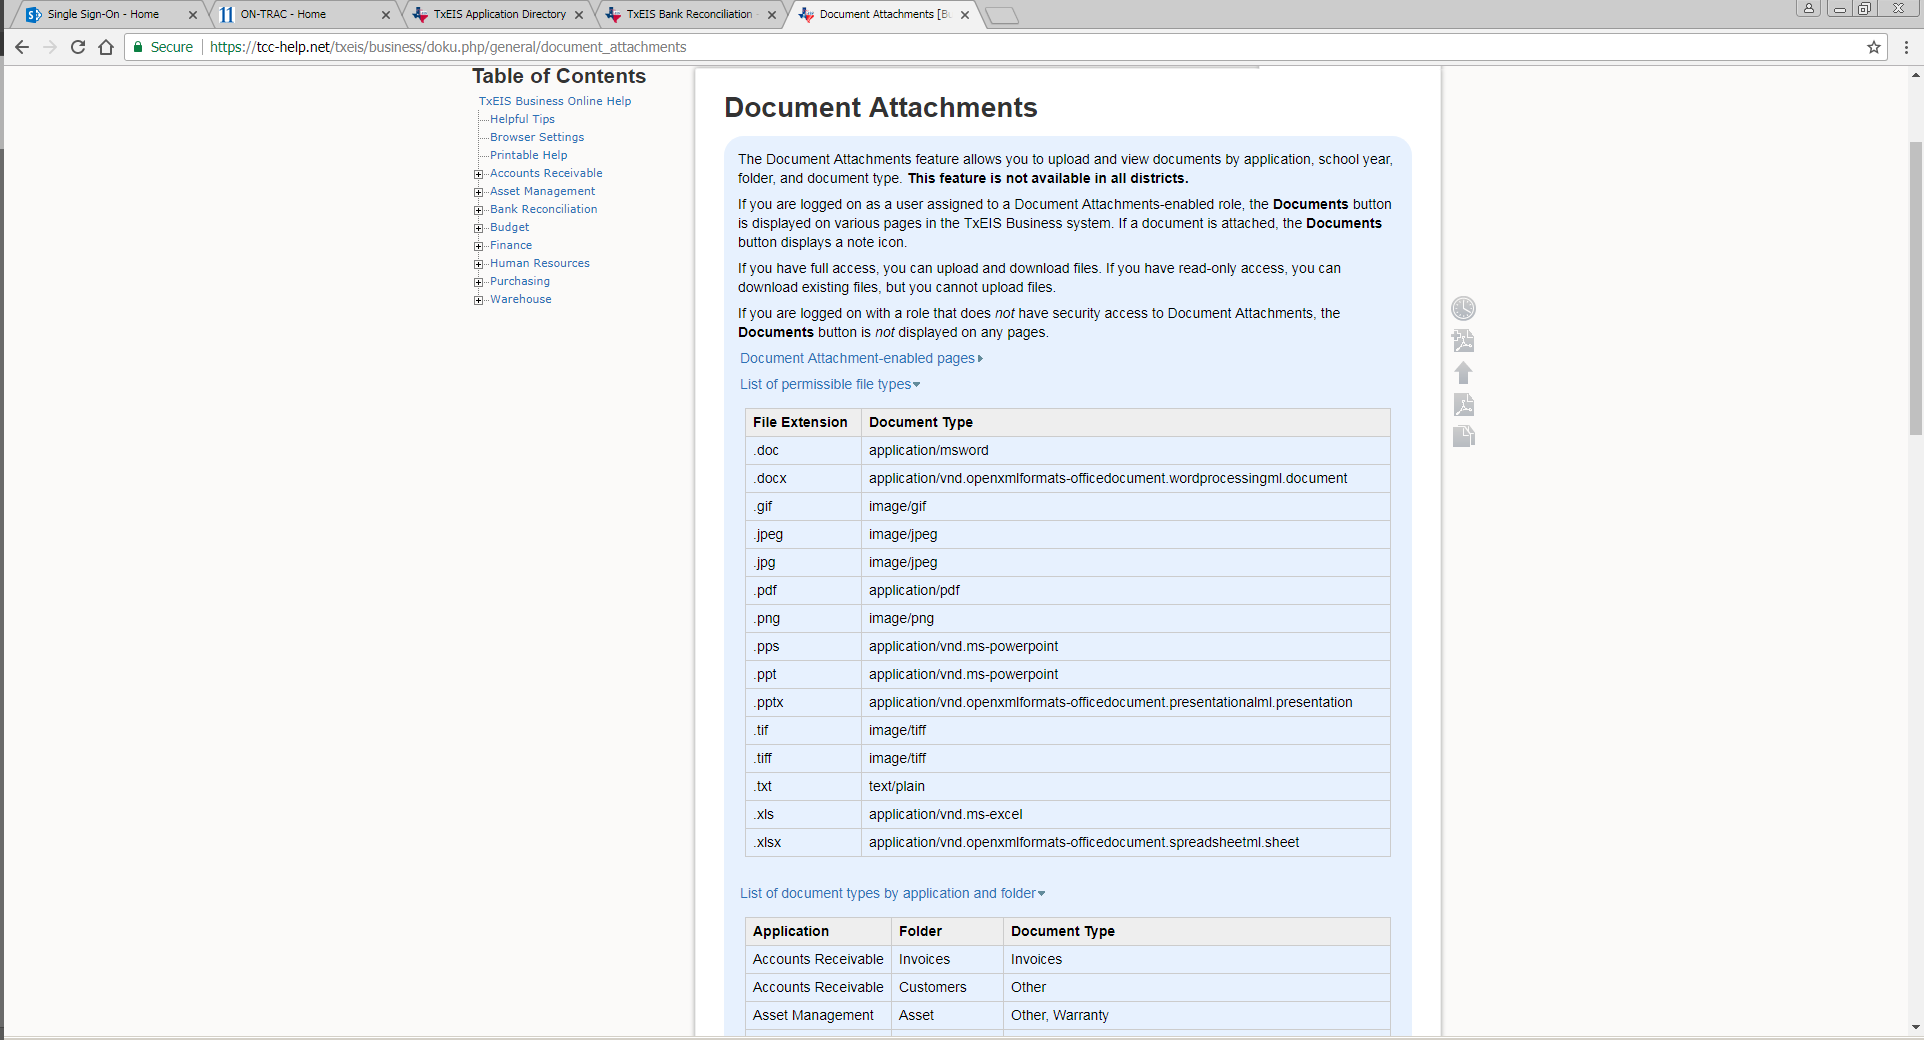 Single Sign-On - Home
ON-TRAC - Home
TxEIS Application Directory
TxEIS Bank Reconciliation
Document Attachments [B
Secure
https://tcc-help.net/txeis/business/doku.php/general/document_attachments
Table of Contents
TxEIS Business Online Help
Helpful Tips
Browser Settings
Printable Help
Accounts Receivable
Asset Management
Bank Reconciliation
Budget
Finance
Human Resources
Purchasing
Warehouse
Document Attachments
The Document Attachments feature allows you to upload and view documents by application, school year,
folder, and document type. This feature is not available in all districts.
If you are logged on as a user assigned to a Document Attachments-enabled role, the Documents button
is displayed on various pages in the TxEIS Business system. If a document is attached, the Documents
button displays a note icon.
If you have full access, you can upload and download files. If you have read-only access, you can
download existing files, but you cannot upload files.
If you are logged on with a role that does not have security access to Document Attachments, the
Documents button is not displayed on any pages.
Document Attachment-enabled pages
List of permissible file types
File Extension Document Type
.doc application/msword
.docx application/vnd.openxmlformats-officedocument.wordprocessingml.document
.gif image/gif
.jpeg image/jpeg
.jpg image/jpeg
.pdf application/pdf
.png image/png
.pps application/vnd.ms-powerpoint
.ppt application/vnd.ms-powerpoint
.pptx application/vnd.openxmlformats-officedocument.presentationalml.presentation
.tif image/tiff
.tiff image/tiff
.txt text/plain
.xls application/vnd.ms-excel
.xlsx application/vnd.openxmlformats-officedocument.spreadsheetml.sheet
List of document types by application and folder
Application Folder Document Type
Accounts Receivable Invoices Invoices
Accounts Receivable Customers Other
Asset Management Asset Other, Warranty